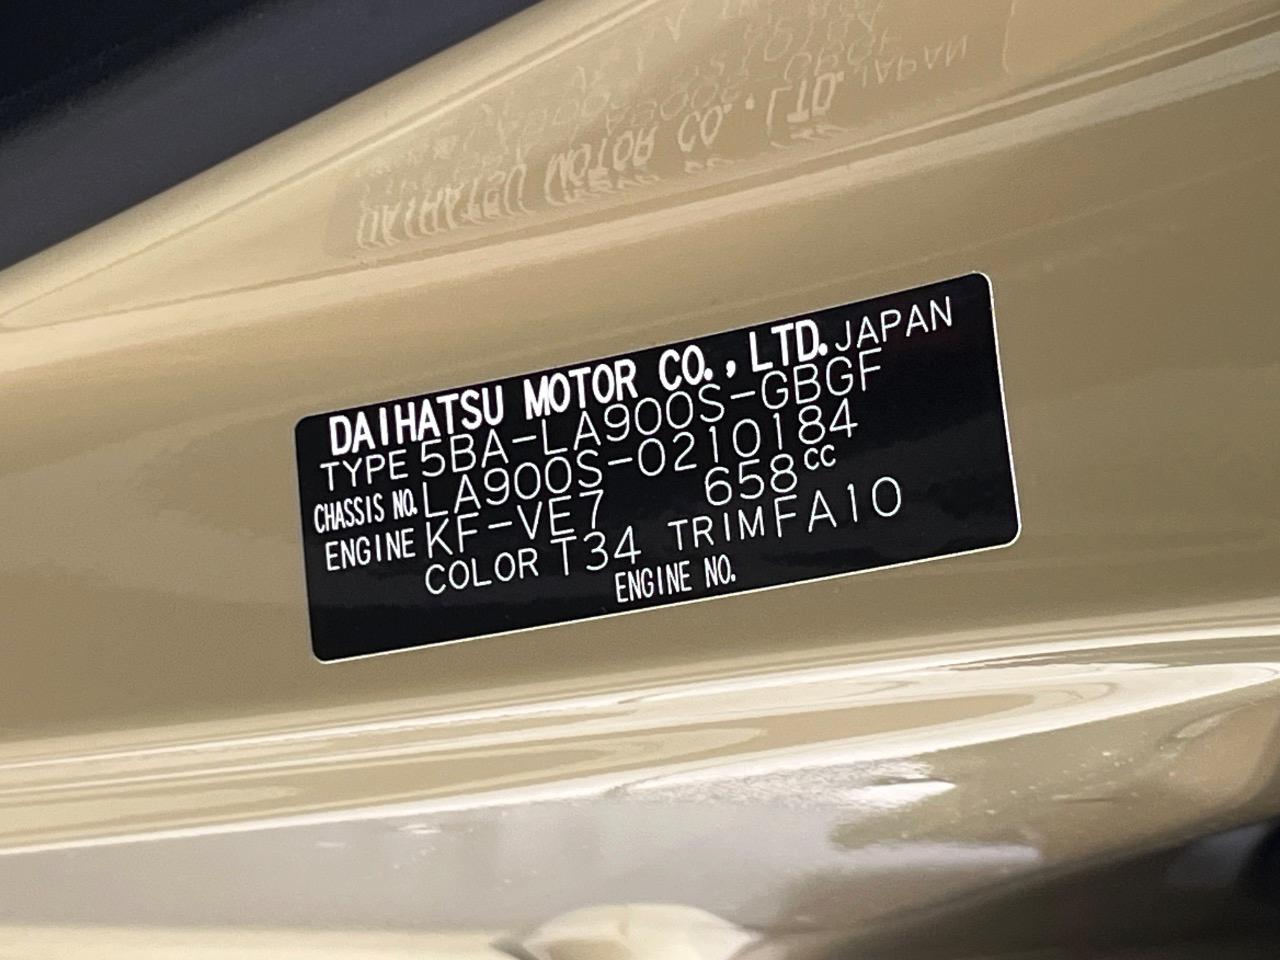 DAIHATSU MOTOR CO., LTD. JAPAN
TYPE 5BA-LA900S-GBGF
CHASSIS NO. LA900S-0210184
ENGINE KF-VE7 658cc
COLOR T34 TRIM FA10
ENGINE NO.